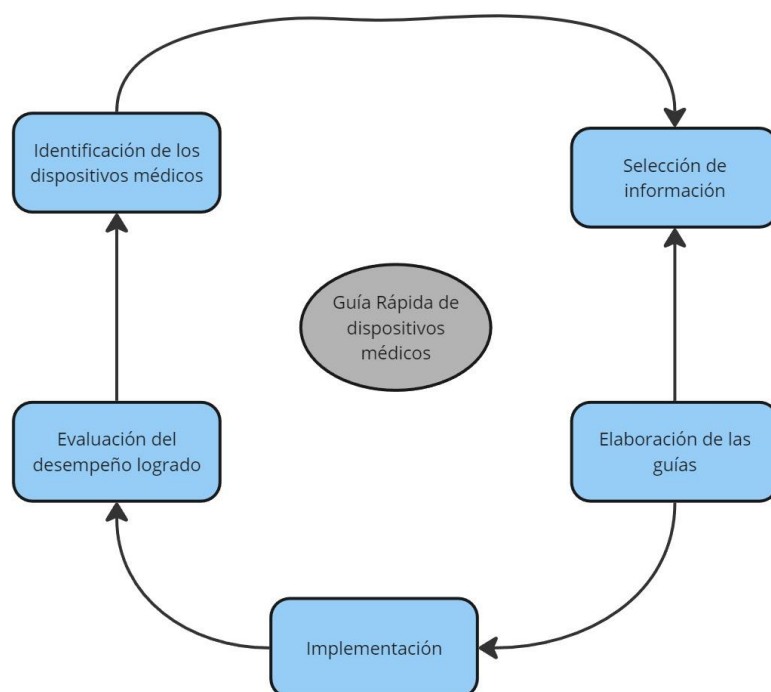 Identificación de los
dispositivos médicos
Selección de
información
Guía Rápida de
dispositivos
médicos
Evaluación del
desempeño logrado
Elaboración de las
guías
Implementación